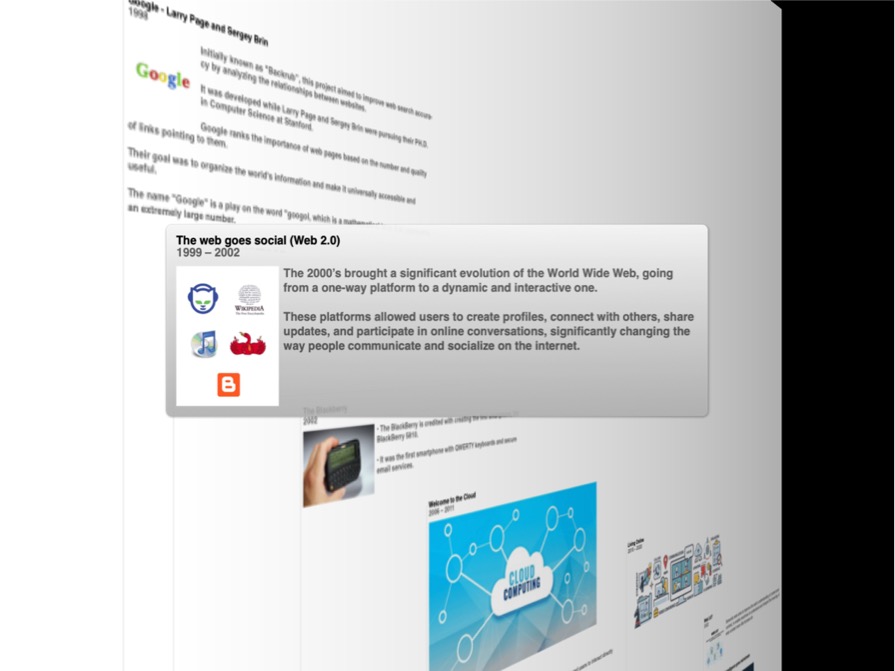 Google - Larry Page and Sergey Brin
1998
Google
Initially known as "Backrub", this project aimed to improve web search accura-
cy by analyzing the relationships between websites.
It was developed while Larry Page and Sergey Brin were pursuing their Ph.D.
in Computer Science at Stanford.
Google ranks the importance of web pages based on the number and quality
of links pointing to them.
Their goal was to organize the world's information and make it universally accessible and
useful.
The name "Google" is a play on the word "googol, which is a
an extremely large number.
The web goes social (Web 2.0)
1999 – 2002
WIKIPEDIA
The Free Encyclopedia
The 2000's brought a significant evolution of the World Wide Web, going
from a one-way platform to a dynamic and interactive one.
These platforms allowed users to create profiles, connect with others, share
updates, and participate in online conversations, significantly changing the
way people communicate and socialize on the internet.
The Blackberry
2002
- The BlackBerry is credited with creating the
BlackBerry 5810.
- It was the first smartphone with QWERTY keyboards and secure
email services.
Welcome to the Cloud
2006 – 2011
CLOUD
COMPUTING
Living Online